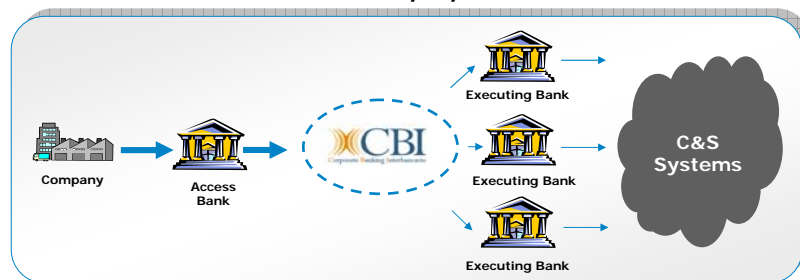 Company
Access
Bank
CBI
Corporate Banking Interbancario
Executing Bank
Executing Bank
Executing Bank
C&S
Systems